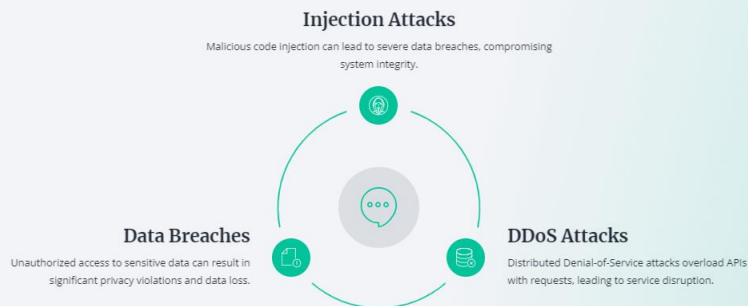 Injection Attacks
Malicious code injection can lead to severe data breaches, compromising
system integrity.
Data Breaches
Unauthorized access to sensitive data can result in
significant privacy violations and data loss.
DDoS Attacks
Distributed Denial-of-Service attacks overload APIs
with requests, leading to service disruption.